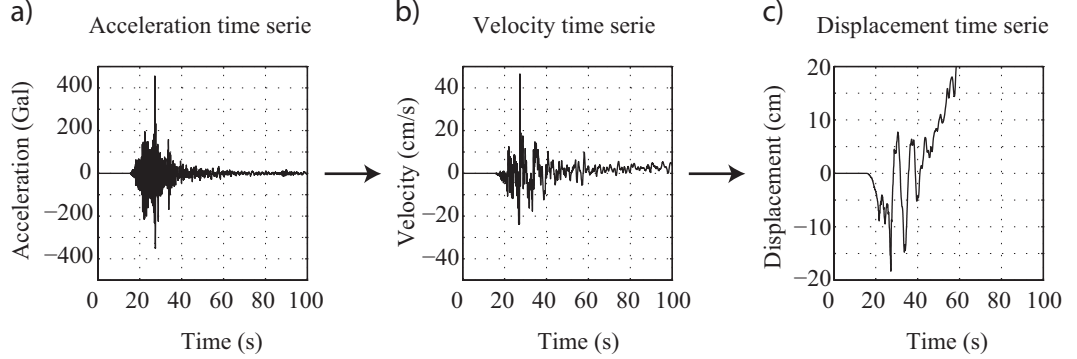 a)
Acceleration time serie
Acceleration (Gal)
400
200
0
−200
−400
0 20 40 60 80 100
Time (s)
b)
Velocity time serie
Velocity (cm/s)
40
20
0
−20
−40
0 20 40 60 80 100
Time (s)
c)
Displacement time serie
Displacement (cm)
20
10
0
−10
−20
0 20 40 60 80 100
Time (s)